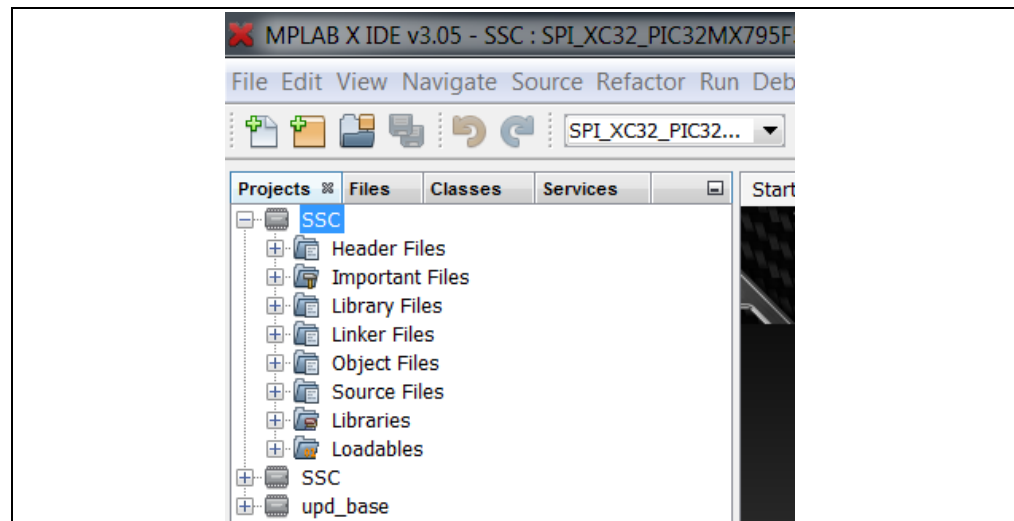 MPLAB X IDE v3.05 - SSC : SPI_XC32_PIC32MX795F
File Edit View Navigate Source Refactor Run Deb
SPI_XC32_PIC32...
Projects Files Classes Services
Start
SSC
Header Files
Important Files
Library Files
Linker Files
Object Files
Source Files
Libraries
Loadables
SSC
upd_base